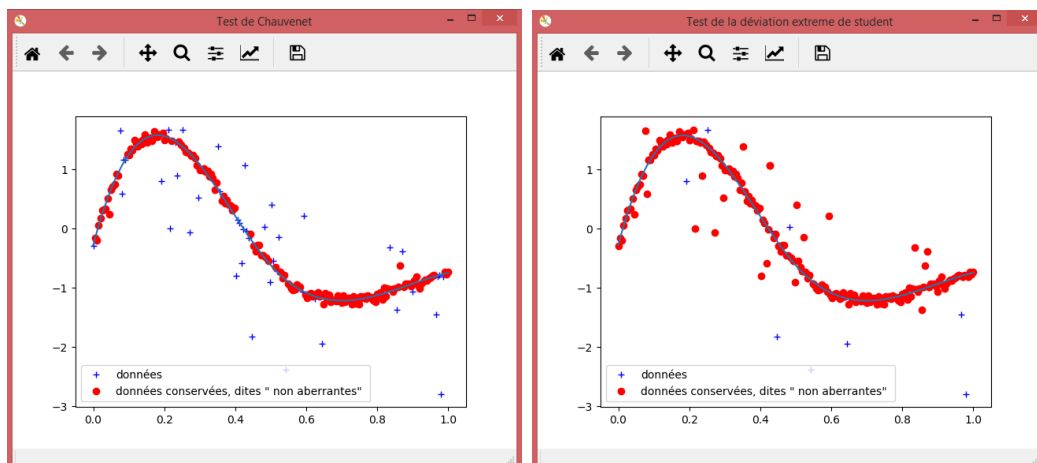 Test de Chauvenet
1
0
−1
−2
−3
0.0 0.2 0.4 0.6 0.8 1.0
données
données conservées, dites " non aberrantes"
Test de la déviation extreme de student
1
0
−1
−2
−3
0.0 0.2 0.4 0.6 0.8 1.0
données
données conservées, dites " non aberrantes"